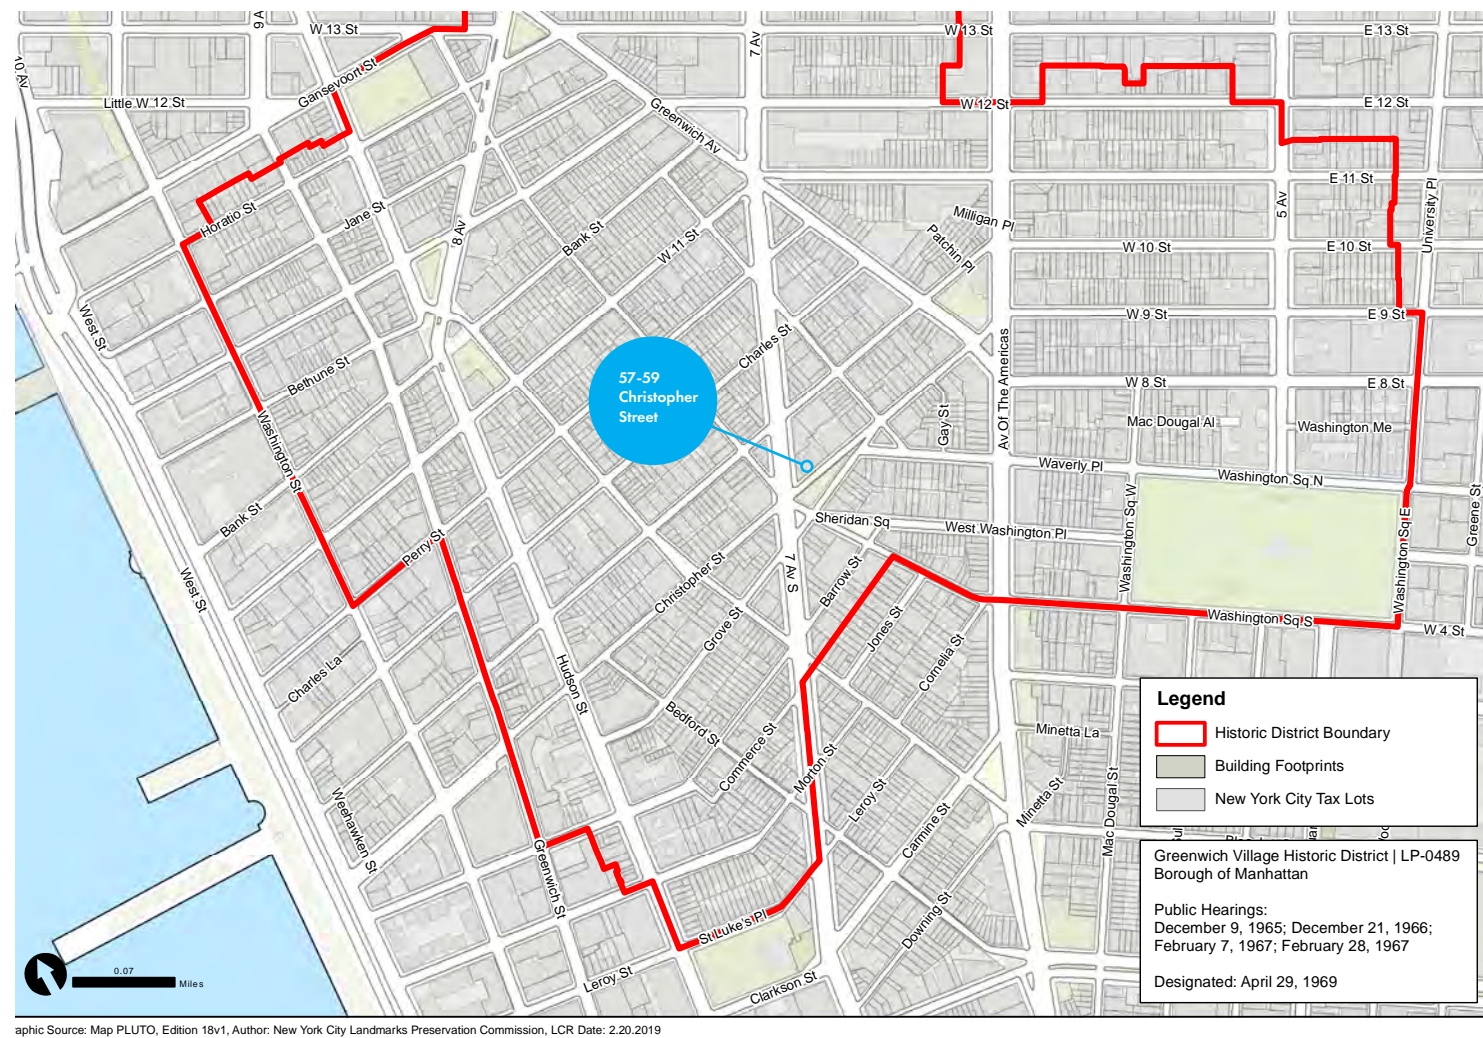 W 13 St
9 A
7 Av
W 13 St
E 13 St
10 Av
Gansevoort St
Little W 12 St
Greenwich Av
W 12 St
E 12 St
E 11 St
University Pl
5 Av
Horatio St
Jane St
8 Av
Bank St
W 11 St
Milligan Pl
Patchin Pl
W 10 St
E 10 St
West St
W 9 St
E 9 St
Charles St
Av Of The Americas
Bethune St
57-59
Christopher
Street
W 8 St
E 8 St
Gay St
Mac Dougal Al
Washington Me
Washington St
Waverly Pl
Washington Sq N
Washington Sq W
Washington Sq E
Greene St
Bank St
Perry St
Sheridan Sq
West Washington Pl
West St
Christopher St
7 Av S
Barrow St
Grove St
Jones St
Cornelia St
Washington Sq S
W 4 St
Charles La
Hudson St
Bedford St
Commerce St
Morton St
Leroy St
Carmine St
Minetta La
Minetta St
Mac Dougal St
Weehawken St
Greenwich St
St Luke's Pl
Downing St
Leroy St
Clarkson St
Legend
Historic District Boundary
Building Footprints
New York City Tax Lots
Greenwich Village Historic District | LP-0489
Borough of Manhattan
Public Hearings:
December 9, 1965; December 21, 1966;
February 7, 1967; February 28, 1967
Designated: April 29, 1969
0.07
Miles
aphic Source: Map PLUTO, Edition 18v1, Author: New York City Landmarks Preservation Commission, LCR Date: 2.20.2019